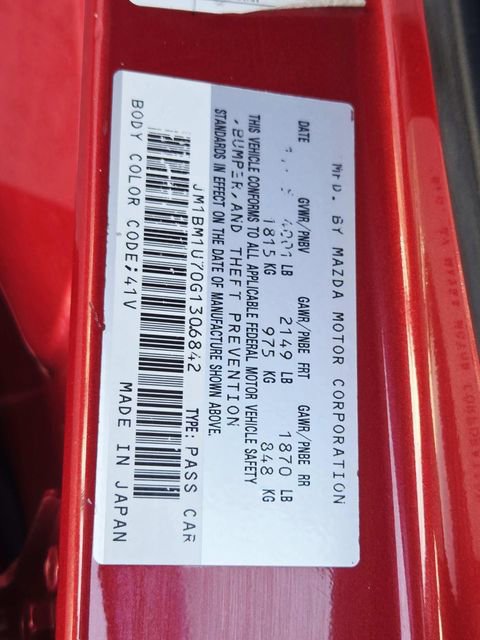 MFD. BY MAZDA MOTOR CORPORATION
DATE GVWR/PNBV GAWR/PNBE FRT GAWR/PNBE RR
4001 LB 2149 LB 1870 LB
1815 KG 975 KG 848 KG
THIS VEHICLE CONFORMS TO ALL APPLICABLE FEDERAL MOTOR VEHICLE SAFETY
,BUMPER,AND THEFT PREVENTION
STANDARDS IN EFFECT ON THE DATE OF MANUFACTURE SHOWN ABOVE.
JM1BM1U70G1306842 TYPE: PASS CAR
BODY COLOR CODE;41V MADE IN JAPAN